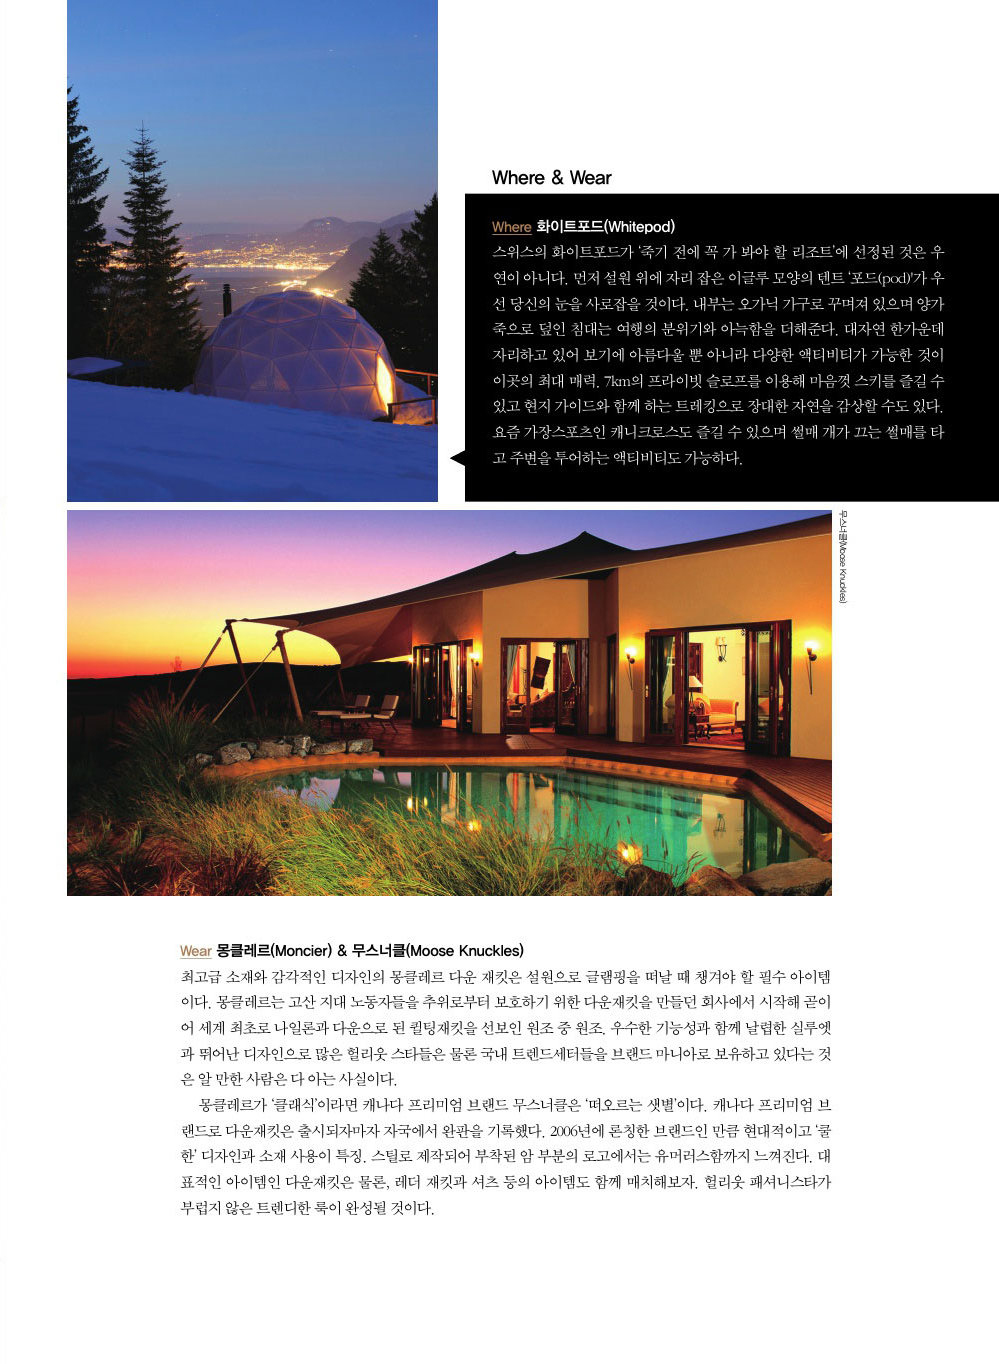 Where & Wear
Where 화이트포드(Whitepod)
스위스의 화이트포드가 ‘죽기 전에 꼭 가 봐야 할 리조트’에 선정된 것은 우
연이 아니다. 먼저 설원 위에 자리 잡은 이글루 모양의 텐트 ‘포드(pod)’가 우
선 당신의 눈을 사로잡을 것이다. 내부는 오가닉 가구로 꾸며져 있으며 양가
죽으로 덮인 침대는 여행의 분위기와 아늑함을 더해준다. 대자연 한가운데
자리하고 있어 보기에 아름다울 뿐 아니라 다양한 액티비티가 가능한 것이
이곳의 최대 매력. 7km의 프라이빗 슬로프를 이용해 마음껏 스키를 즐길 수
있고 현지 가이드와 함께 하는 트레킹으로 장대한 자연을 감상할 수도 있다.
요즘 가장스포츠인 캐니크로스도 즐길 수 있으며 썰매 개가 끄는 썰매를 타
고 주변을 투어하는 액티비티도 가능하다.
무스너클(Moose Knuckles)
Wear 몽클레르(Moncier) & 무스너클(Moose Knuckles)
최고급 소재와 감각적인 디자인의 몽클레르 다운 재킷은 설원으로 글램핑을 떠날 때 챙겨야 할 필수 아이템
이다. 몽클레르는 고산 지대 노동자들을 추위로부터 보호하기 위한 다운재킷을 만들던 회사에서 시작해 곧이
어 세계 최초로 나일론과 다운으로 된 퀼팅재킷을 선보인 원조 중 원조. 우수한 기능성과 함께 날렵한 실루엣
과 뛰어난 디자인으로 많은 헐리웃 스타들은 물론 국내 트렌드세터들을 브랜드 마니아로 보유하고 있다는 것
은 알 만한 사람은 다 아는 사실이다.
몽클레르가 ‘클래식’이라면 캐나다 프리미엄 브랜드 무스너클은 ‘떠오르는 샛별’이다. 캐나다 프리미엄 브
랜드로 다운재킷은 출시되자마자 자국에서 완판을 기록했다. 2006년에 론칭한 브랜드인 만큼 현대적이고 ‘쿨
한’ 디자인과 소재 사용이 특징. 스틸로 제작되어 부착된 암 부분의 로고에서는 유머러스함까지 느껴진다. 대
표적인 아이템인 다운재킷은 물론, 레더 재킷과 셔츠 등의 아이템도 함께 매치해보자. 헐리웃 패셔니스타가
부럽지 않은 트렌디한 룩이 완성될 것이다.